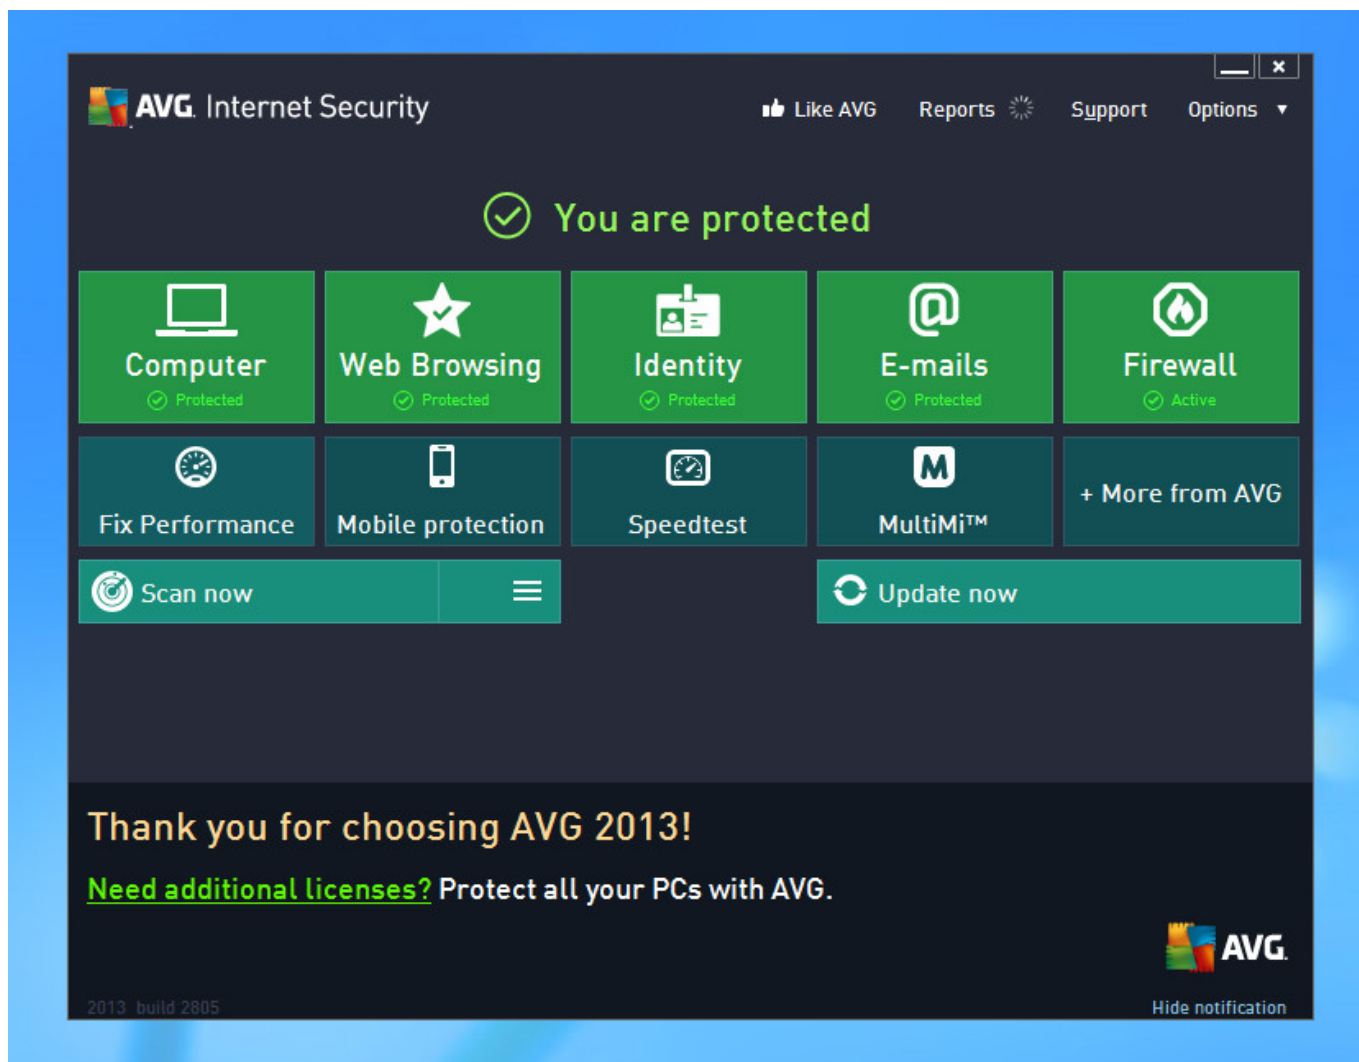 AVG. Internet Security
Like AVG Reports Support Options
You are protected
Computer Web Browsing Identity E-mails Firewall
Protected Protected Protected Protected Active
Fix Performance Mobile protection Speedtest MultiMi™ + More from AVG
Scan now Update now
Thank you for choosing AVG 2013!
Need additional licenses? Protect all your PCs with AVG.
AVG.
2013 build 2805 Hide notification